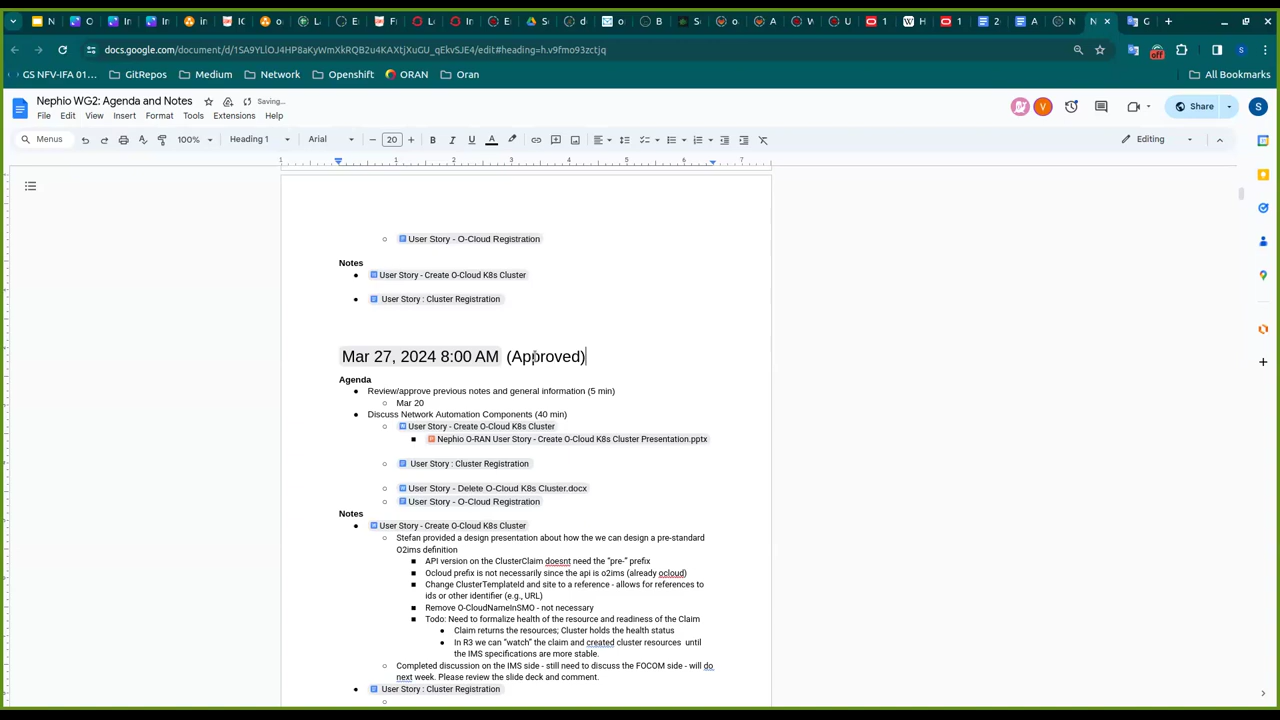 docs.google.com/document/d/1SA9YLlOJ4HP8aKyWmXkRQB2u4KAXtjXuGU_qEkvSJE4/edit#heading=h.v9fmo93zctjq
GS NFV-IFA 01... GitRepos Medium Network Openshift ORAN Oran All Bookmarks
Nephio WG2: Agenda and Notes Saving...
File Edit View Insert Format Tools Extensions Help
Share
Menus 100% Heading 1 Arial 20 Editing
1 1 2 3 4 5 6 7
User Story - O-Cloud Registration
Notes
User Story - Create O-Cloud K8s Cluster
User Story : Cluster Registration
Mar 27, 2024 8:00 AM (Approved)
Agenda
Review/approve previous notes and general information (5 min)
Mar 20
Discuss Network Automation Components (40 min)
User Story - Create O-Cloud K8s Cluster
Nephio O-RAN User Story - Create O-Cloud K8s Cluster Presentation.pptx
User Story : Cluster Registration
User Story - Delete O-Cloud K8s Cluster.docx
User Story - O-Cloud Registration
Notes
User Story - Create O-Cloud K8s Cluster
Stefan provided a design presentation about how the we can design a pre-standard
O2ims definition
API version on the ClusterClaim doesnt need the "pre-" prefix
Ocloud prefix is not necessarily since the api is o2ims (already ocloud)
Change ClusterTemplateId and site to a reference - allows for references to
ids or other identifier (e.g., URL)
Remove O-CloudNameInSMO - not necessary
Todo: Need to formalize health of the resource and readiness of the Claim
Claim returns the resources; Cluster holds the health status
In R3 we can "watch" the claim and created cluster resources until
the IMS specifications are more stable.
Completed discussion on the IMS side - still need to discuss the FOCOM side - will do
next week. Please review the slide deck and comment.
User Story : Cluster Registration